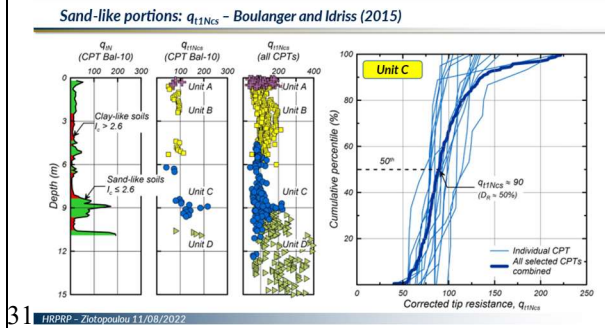 Sand-like portions: qt1Ncs – Boulanger and Idriss (2015)
qtN
(CPT Bal-10)
100 200 300
qt1Ncs
(CPT Bal-10)
100 200 300
qt1Ncs
(all CPTs)
100 200 300 400
Depth (m)
0
3
6
9
12
15
Clay-like soils
Ic > 2.6
Sand-like soils
Ic ≤ 2.6
Unit A
Unit B
Unit C
Unit D
Unit A
Unit B
Unit C
Unit D
Unit C
Cumulative percentile (%)
100
80
60
40
20
50th
qt1Ncs ≈ 90
(DR ≈ 50%)
Individual CPT
All selected CPTs
combined
0 50 100 150 200 250
Corrected tip resistance, qt1Ncs
31
HRPRP – Ziotopoulou 11/08/2022